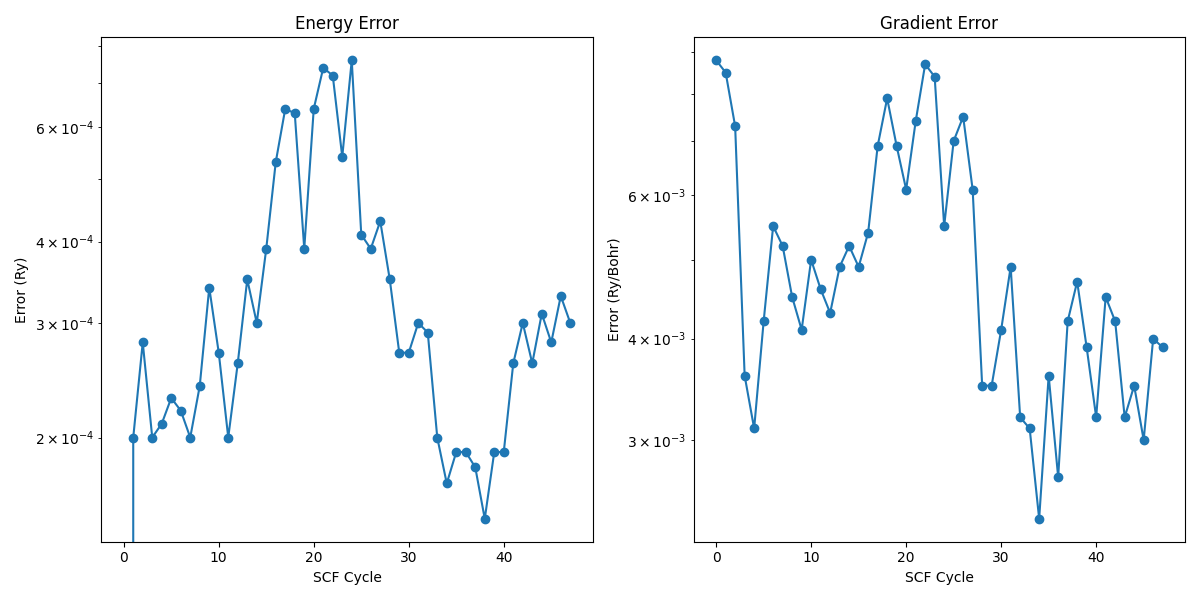 Energy Error
Error (Ry)
6 × 10⁻⁴
4 × 10⁻⁴
3 × 10⁻⁴
2 × 10⁻⁴
0 10 20 30 40
SCF Cycle
Gradient Error
Error (Ry/Bohr)
6 × 10⁻³
4 × 10⁻³
3 × 10⁻³
0 10 20 30 40
SCF Cycle